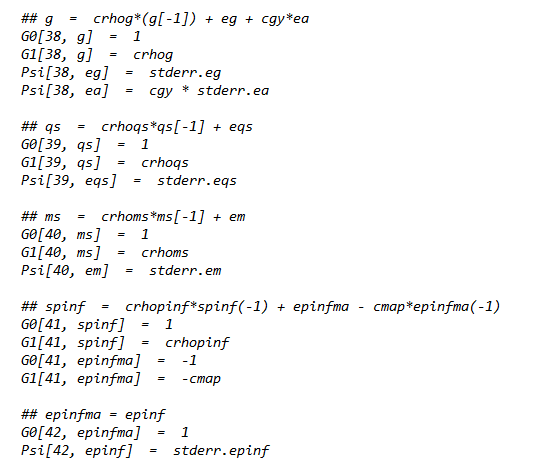 ## g  =  crhog*(g[-1]) + eg + cgy*ea
G0[38, g]  =  1
G1[38, g]  =  crhog
Psi[38, eg]  =  stderr.eg
Psi[38, ea]  =  cgy * stderr.ea
## qs  =  crhoqs*qs[-1] + eqs
G0[39, qs]  =  1
G1[39, qs]  =  crhoqs
Psi[39, eqs]  =  stderr.eqs
## ms  =  crhoms*ms[-1] + em
G0[40, ms]  =  1
G1[40, ms]  =  crhoms
Psi[40, em]  =  stderr.em
## spinf  =  crhopinf*spinf(-1) + epinfma - cmap*epinfma(-1)
G0[41, spinf]  =  1
G1[41, spinf]  =  crhopinf
G0[41, epinfma]  =  -1
G1[41, epinfma]  =  -cmap
## epinfma = epinf
G0[42, epinfma]  =  1
Psi[42, epinf]  =  stderr.epinf